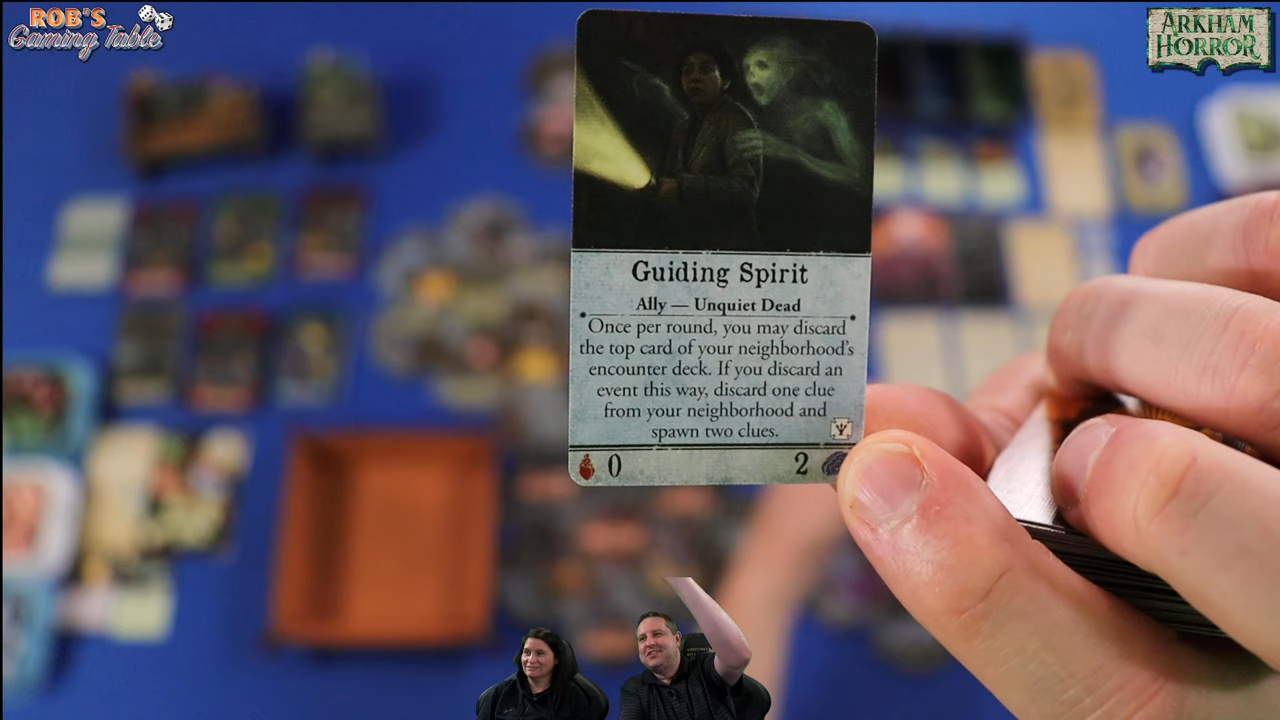 ROB'S
Gaming Table
ARKHAM
HORROR
Guiding Spirit
Ally — Unquiet Dead
Once per round, you may discard
the top card of your neighborhood's
encounter deck. If you discard an
event this way, discard one clue
from your neighborhood and
spawn two clues.
0 2